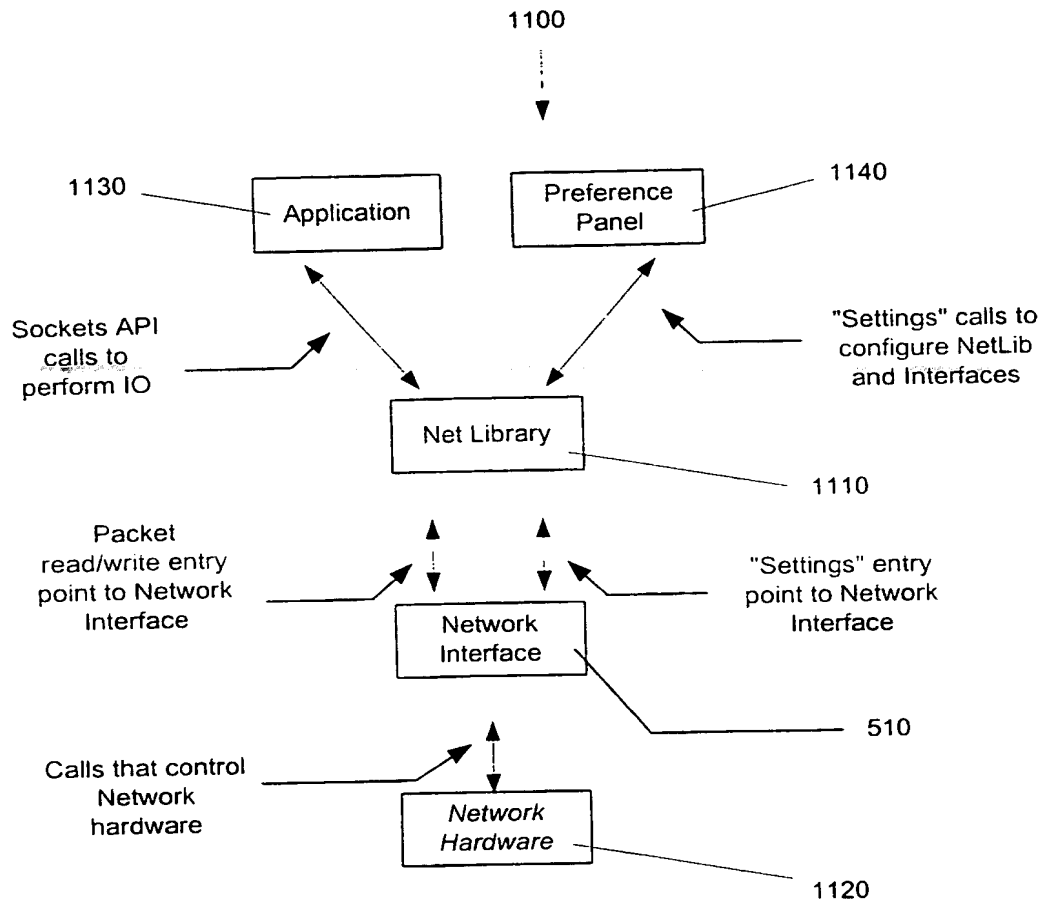 1100
1130
Application
Preference
Panel
1140
Sockets API
calls to
perform IO
"Settings" calls to
configure NetLib
and Interfaces
Net Library
1110
Packet
read/write entry
point to Network
Interface
"Settings" entry
point to Network
Interface
Network
Interface
510
Calls that control
Network
hardware
Network
Hardware
1120